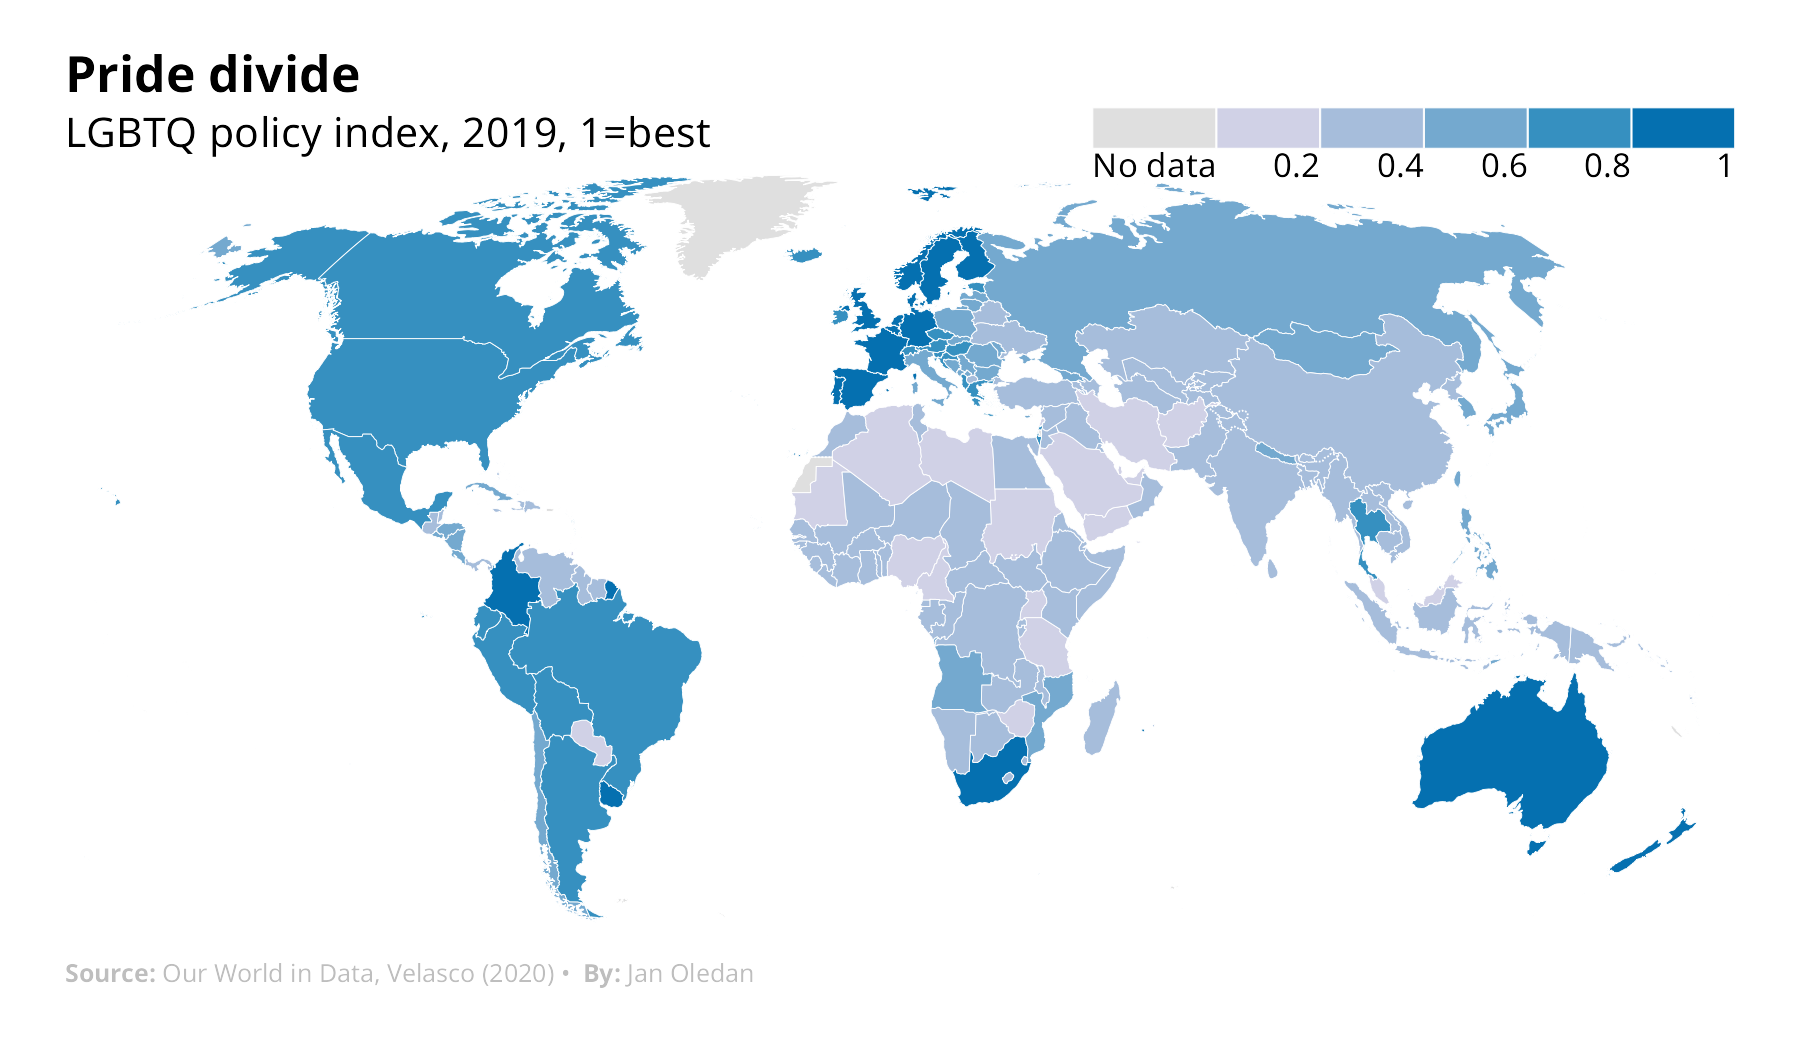 Pride divide
LGBTQ policy index, 2019, 1=best
No data 0.2 0.4 0.6 0.8 1
Source: Our World in Data, Velasco (2020) • By: Jan Oledan